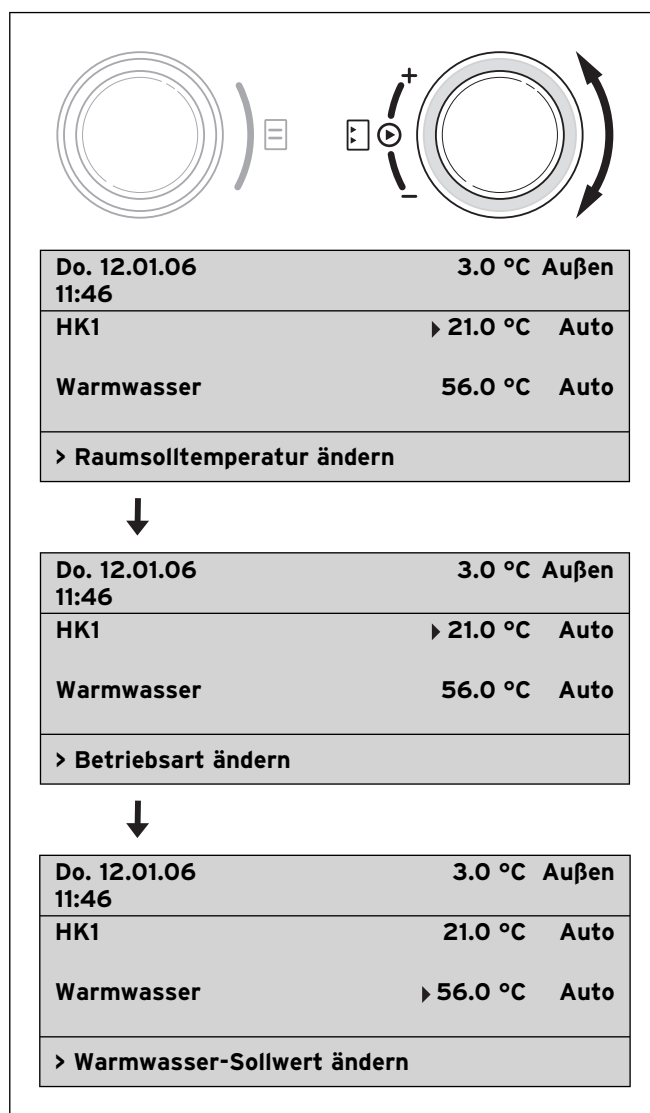 +
−
Do. 12.01.06 3.0 °C Außen
11:46
HK1 ▶ 21.0 °C Auto
Warmwasser 56.0 °C Auto
> Raumsolltemperatur ändern
Do. 12.01.06 3.0 °C Außen
11:46
HK1 ▶ 21.0 °C Auto
Warmwasser 56.0 °C Auto
> Betriebsart ändern
Do. 12.01.06 3.0 °C Außen
11:46
HK1 21.0 °C Auto
Warmwasser ▶ 56.0 °C Auto
> Warmwasser-Sollwert ändern